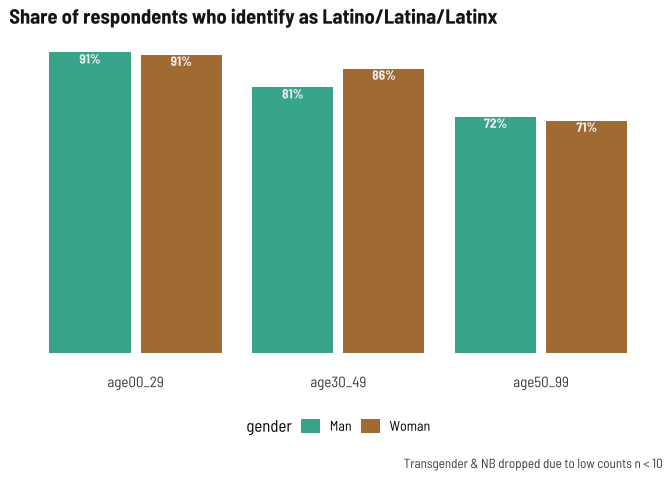 Share of respondents who identify as Latino/Latina/Latinx
91% 91% 81% 86% 72% 71%
age00_29 age30_49 age50_99
gender Man Woman
Transgender & NB dropped due to low counts n < 10